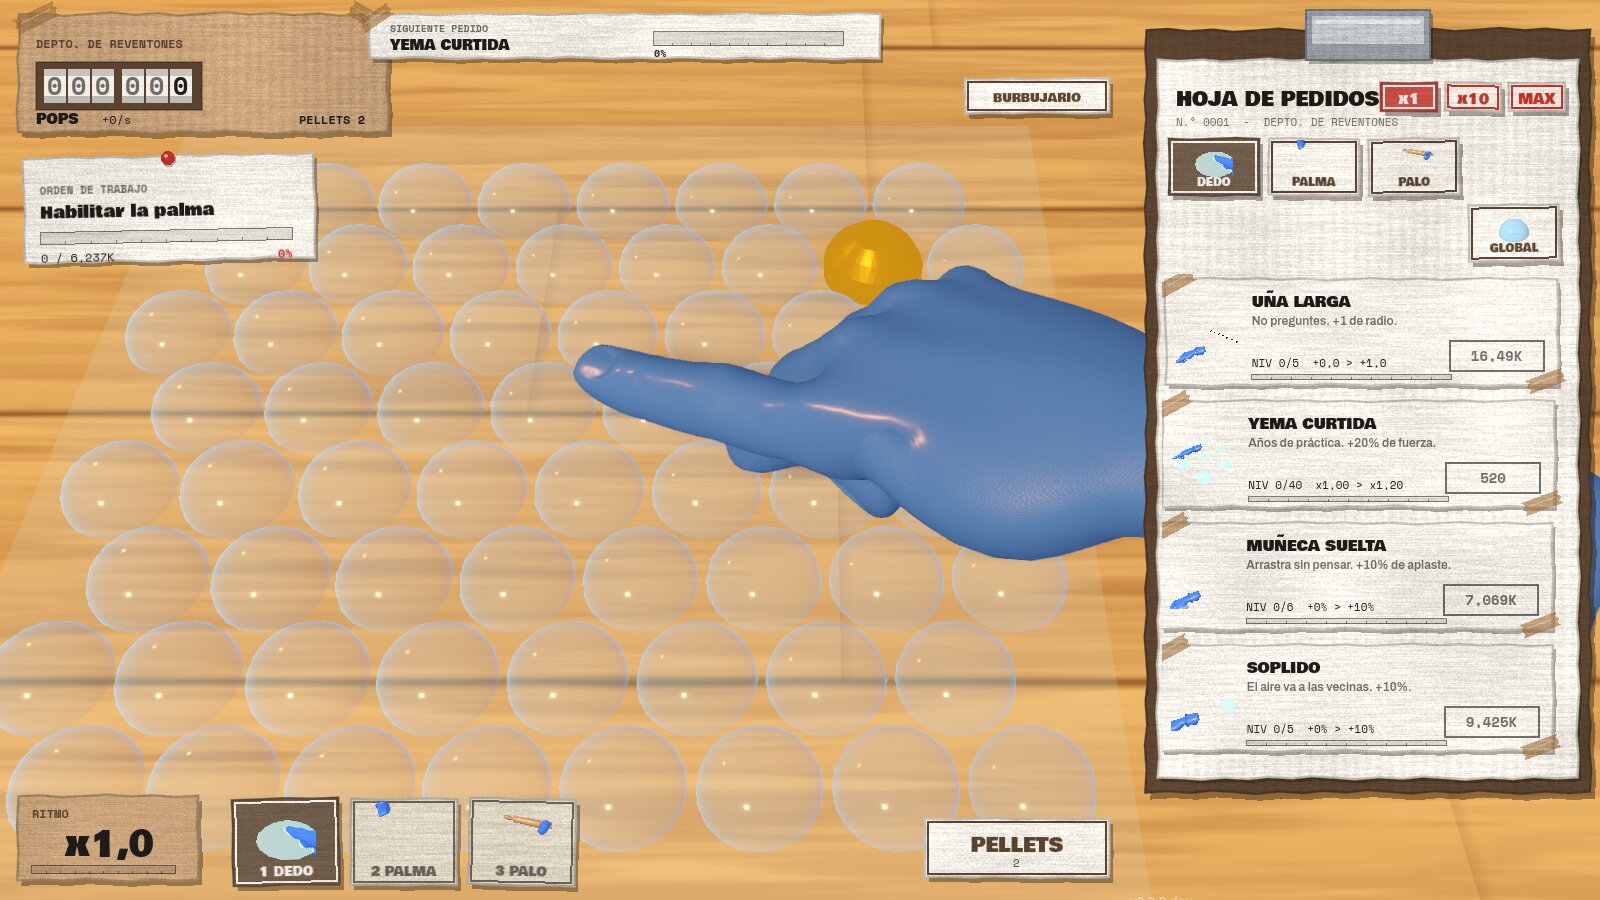 DEPTO. DE REVENTONES
000 000
POPS +0/s PELLETS 2
SIGUIENTE PEDIDO
YEMA CURTIDA
0%
BURBUJARIO
ORDEN DE TRABAJO
Habilitar la palma
0 / 6,237K 0%
HOJA DE PEDIDOS x1 x10 MAX
N.° 0001 - DEPTO. DE REVENTONES
DEDO PALMA PALO
GLOBAL
UÑA LARGA
No preguntes. +1 de radio.
NIV 0/5 +0,0 > +1,0 16,49K
YEMA CURTIDA
Años de práctica. +20% de fuerza.
NIV 0/40 x1,00 > x1,20 520
MUÑECA SUELTA
Arrastra sin pensar. +10% de aplaste.
NIV 0/6 +0% > +10% 7,069K
SOPLIDO
El aire va a las vecinas. +10%.
NIV 0/5 +0% > +10% 9,425K
RITMO
x1,0
1 DEDO 2 PALMA 3 PALO
PELLETS
2